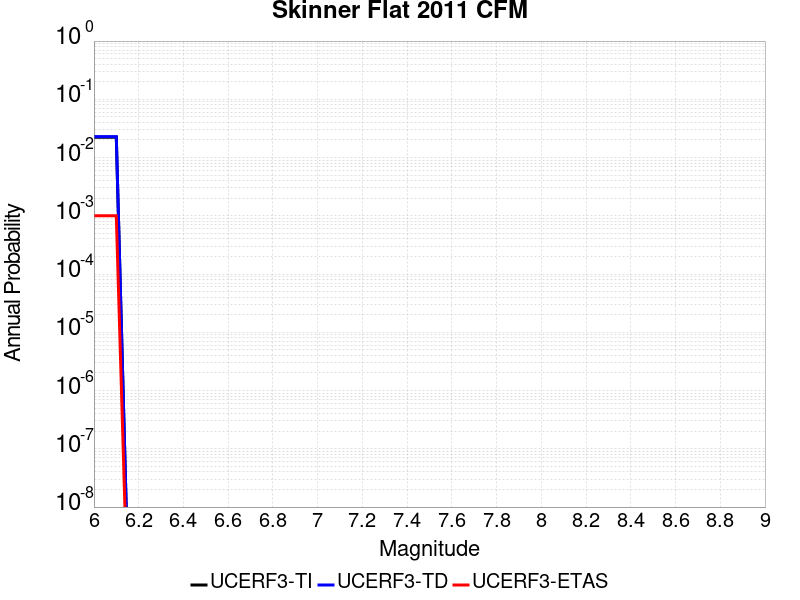 Skinner Flat 2011 CFM
10^0
10^-1
10^-2
10^-3
10^-4
10^-5
10^-6
10^-7
10^-8
Annual Probability
6 6.2 6.4 6.6 6.8 7 7.2 7.4 7.6 7.8 8 8.2 8.4 8.6 8.8 9
Magnitude
UCERF3-TI UCERF3-TD UCERF3-ETAS